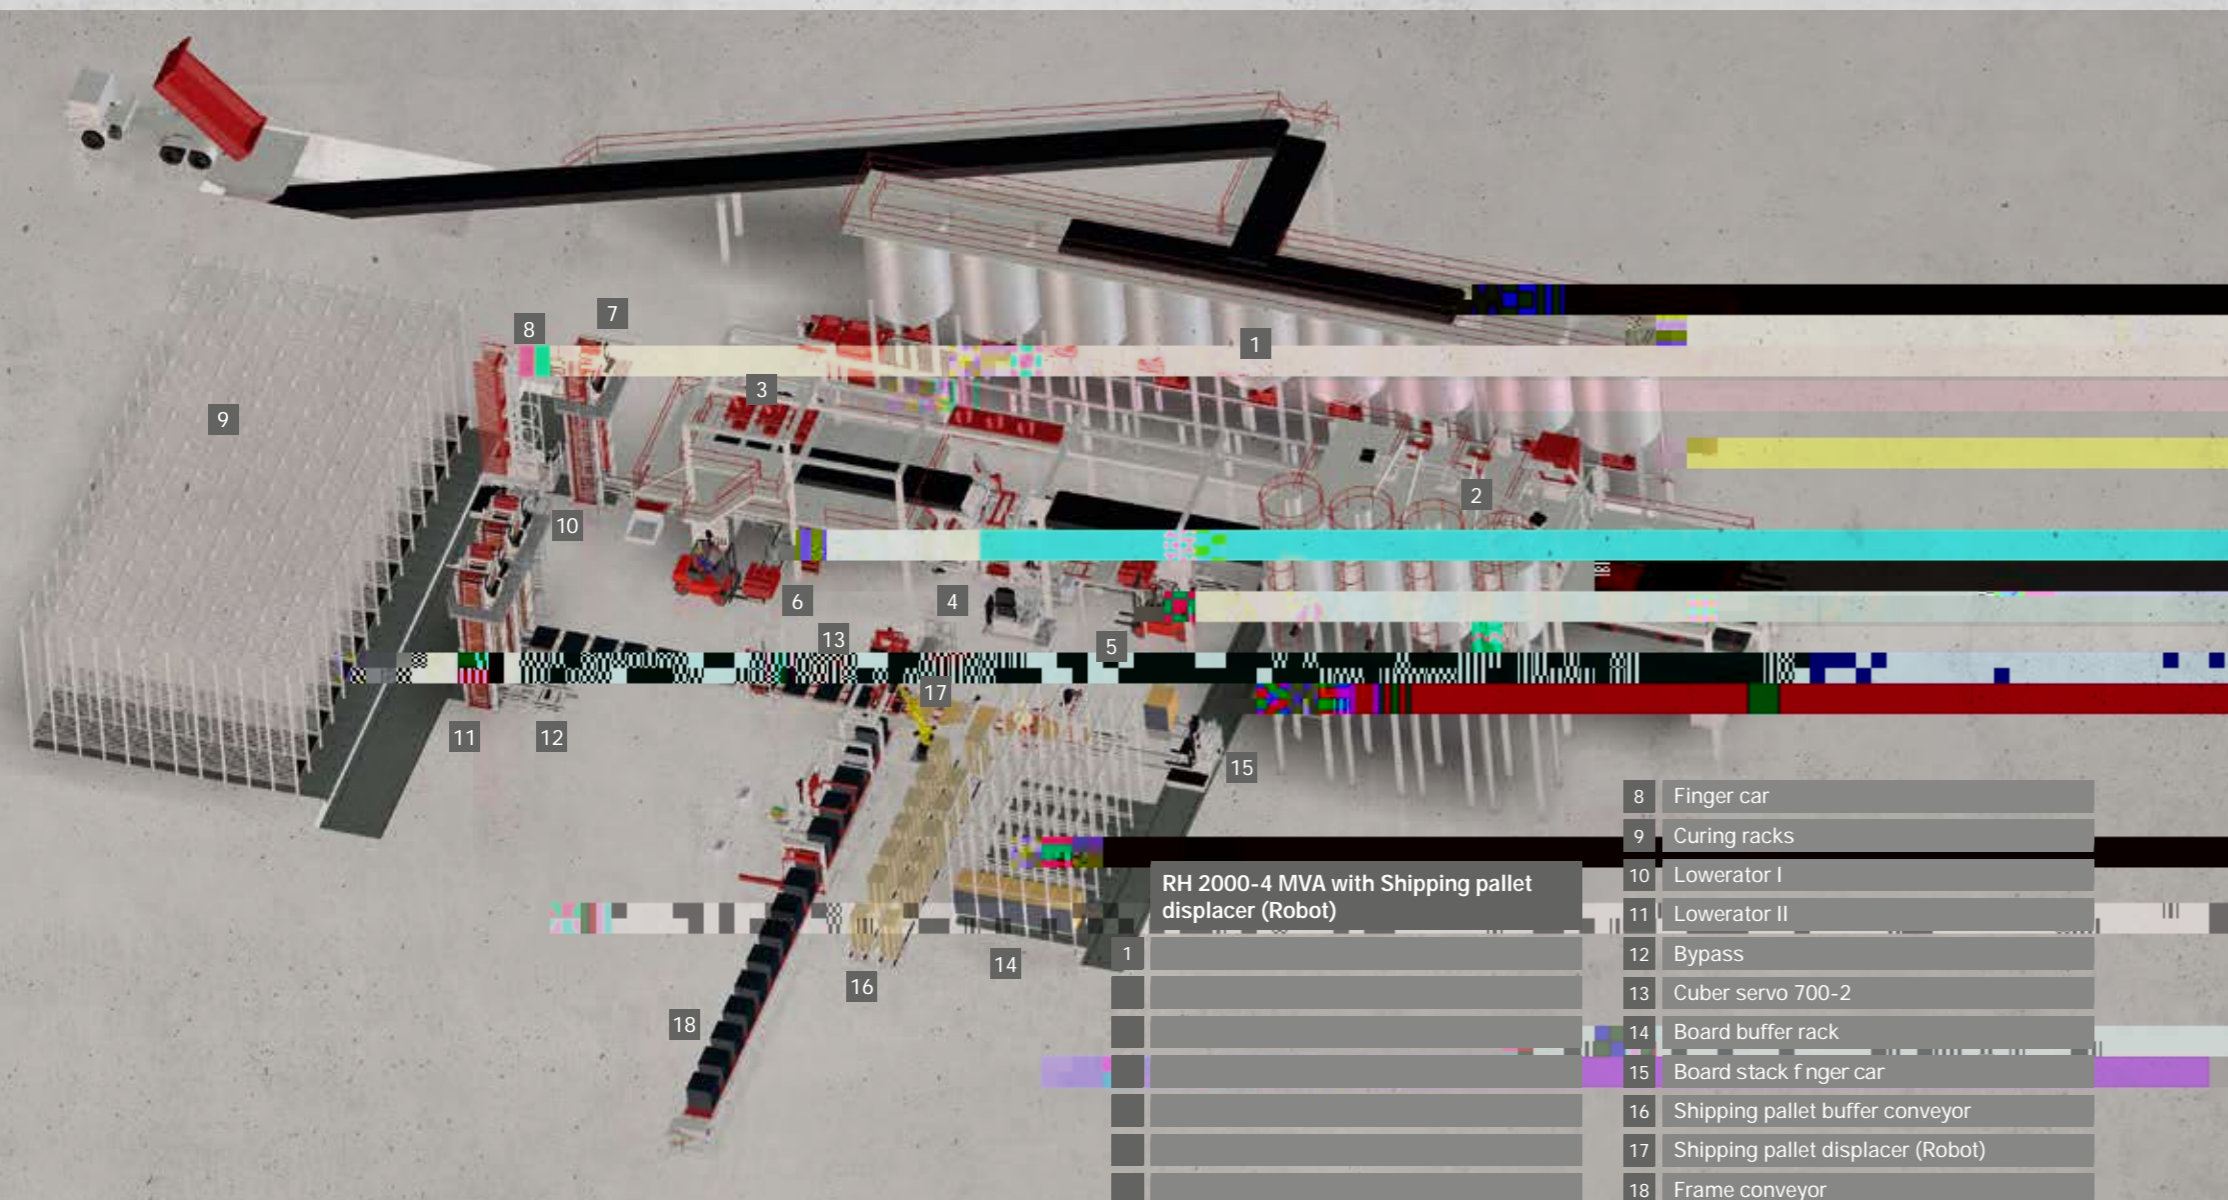 7
8
1
3
9
2
10
6
4
13
5
17
11
12
15
14
16
18
RH 2000-4 MVA with Shipping pallet
displacer (Robot)
1
8 Finger car
9 Curing racks
10 Lowerator I
11 Lowerator II
12 Bypass
13 Cuber servo 700-2
14 Board buffer rack
15 Board stack f nger car
16 Shipping pallet buffer conveyor
17 Shipping pallet displacer (Robot)
18 Frame conveyor